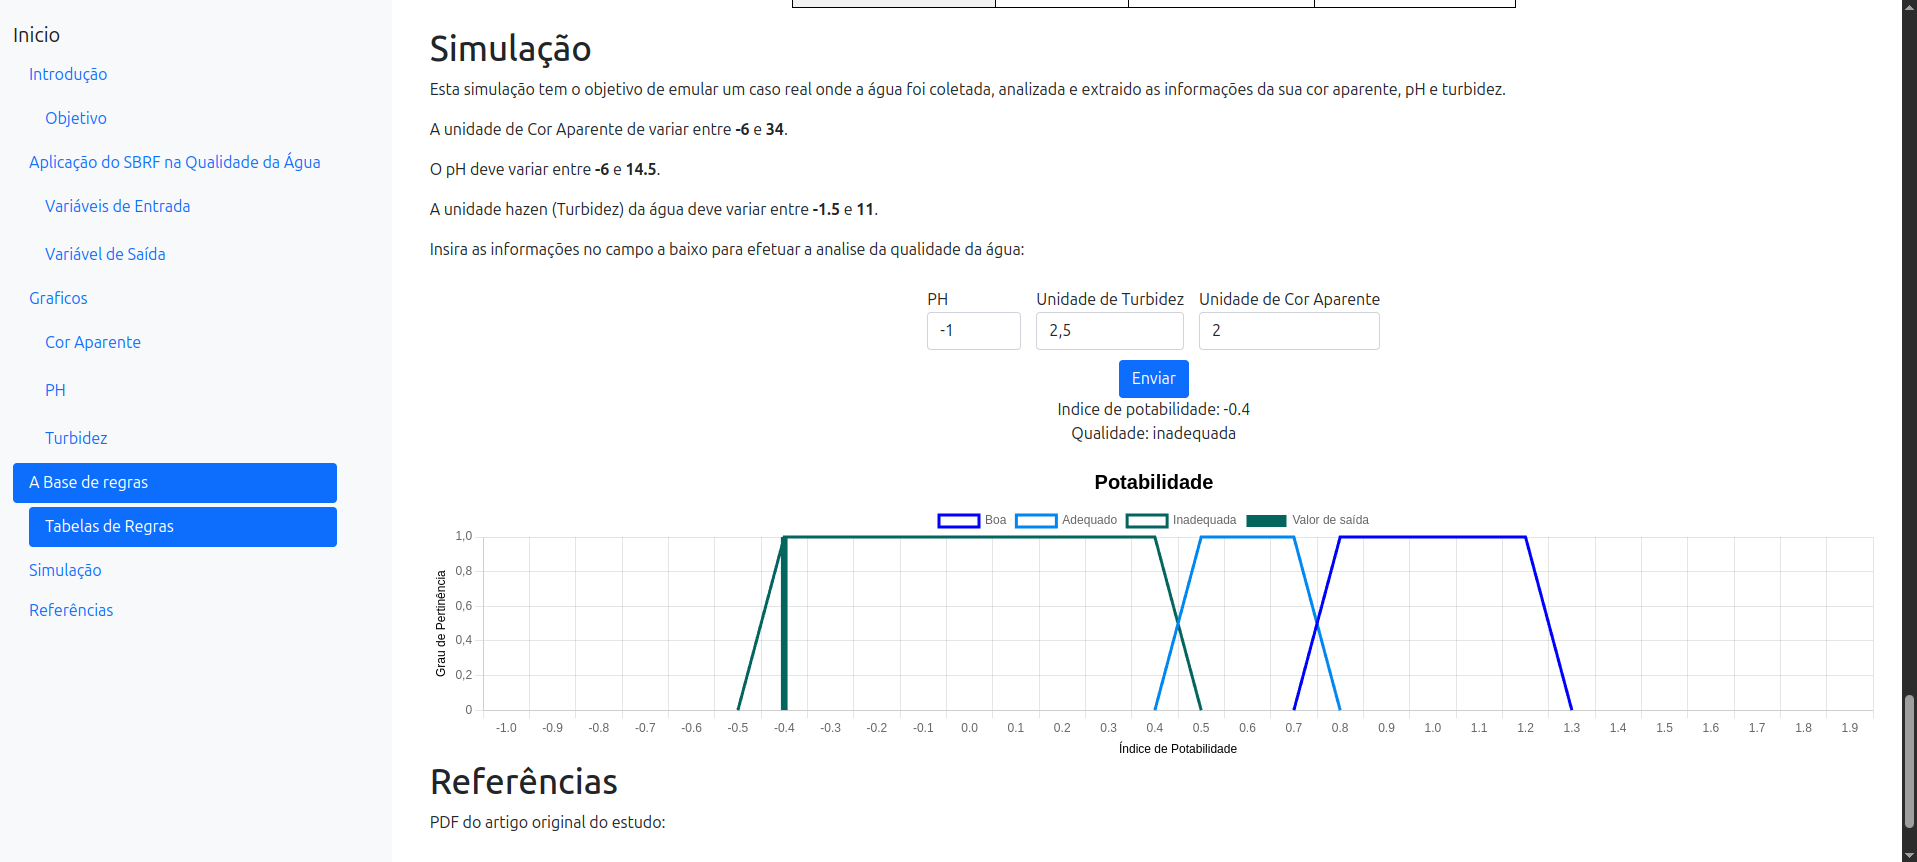 Inicio
Introdução
Objetivo
Aplicação do SBRF na Qualidade da Água
Variáveis de Entrada
Variável de Saída
Graficos
Cor Aparente
PH
Turbidez
A Base de regras
Tabelas de Regras
Simulação
Referências
Simulação
Esta simulação tem o objetivo de emular um caso real onde a água foi coletada, analizada e extraido as informações da sua cor aparente, pH e turbidez.
A unidade de Cor Aparente de variar entre -6 e 34.
O pH deve variar entre -6 e 14.5.
A unidade hazen (Turbidez) da água deve variar entre -1.5 e 11.
Insira as informações no campo a baixo para efetuar a analise da qualidade da água:
PH Unidade de Turbidez Unidade de Cor Aparente
-1 2,5 2
Enviar
Indice de potabilidade: -0.4
Qualidade: inadequada
Potabilidade
Boa Adequado Inadequada Valor de saída
Grau de Pertinência
1,0
0,8
0,6
0,4
0,2
0
-1.0 -0.9 -0.8 -0.7 -0.6 -0.5 -0.4 -0.3 -0.2 -0.1 0.0 0.1 0.2 0.3 0.4 0.5 0.6 0.7 0.8 0.9 1.0 1.1 1.2 1.3 1.4 1.5 1.6 1.7 1.8 1.9
Índice de Potabilidade
Referências
PDF do artigo original do estudo: